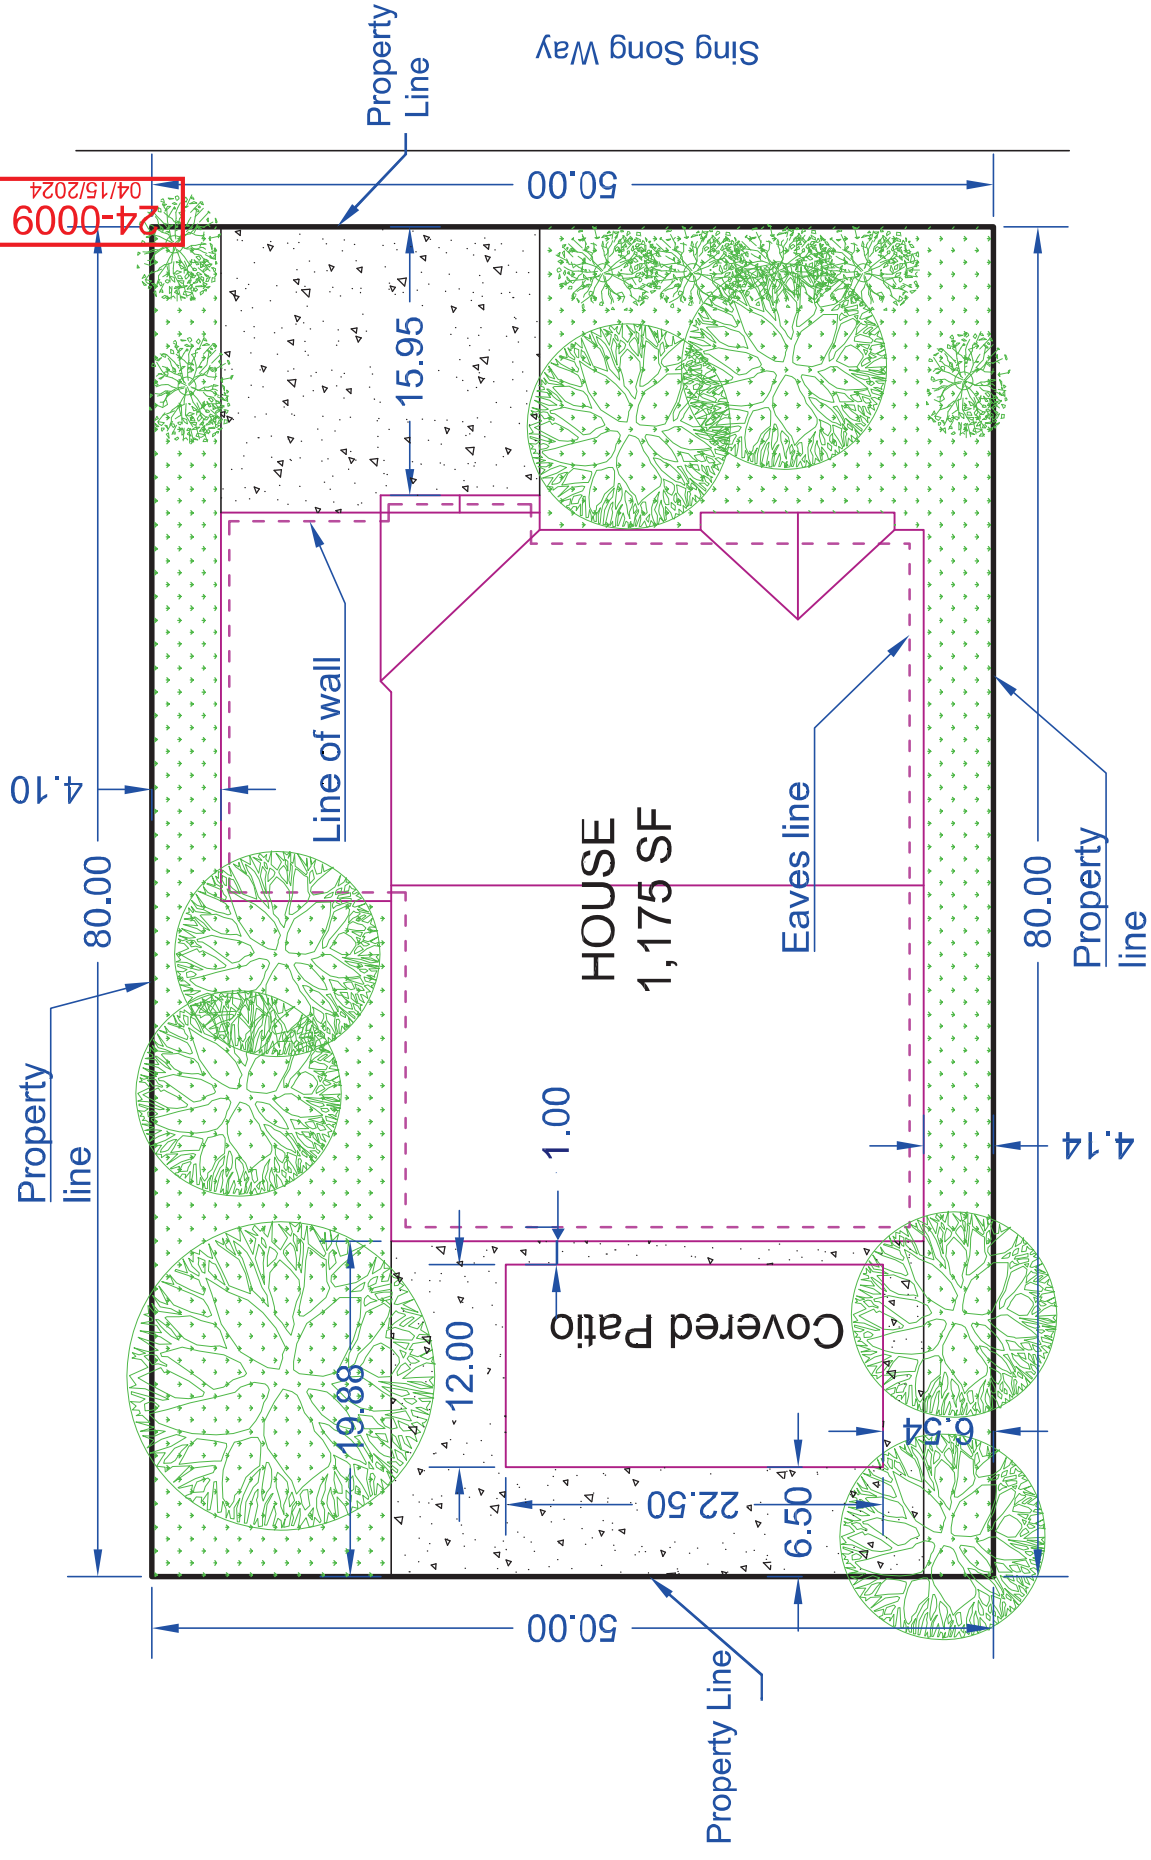 Sing Song Way
Property
Line
04/15/2024
24-0009
50.00
15.95
Line of wall
4.10
80.00
HOUSE
1,175 SF
Eaves line
80.00
Property
line
Property
line
1.00
4.14
Covered Patio
12.00
19.88
22.50
6.50
6.54
50.00
Property Line